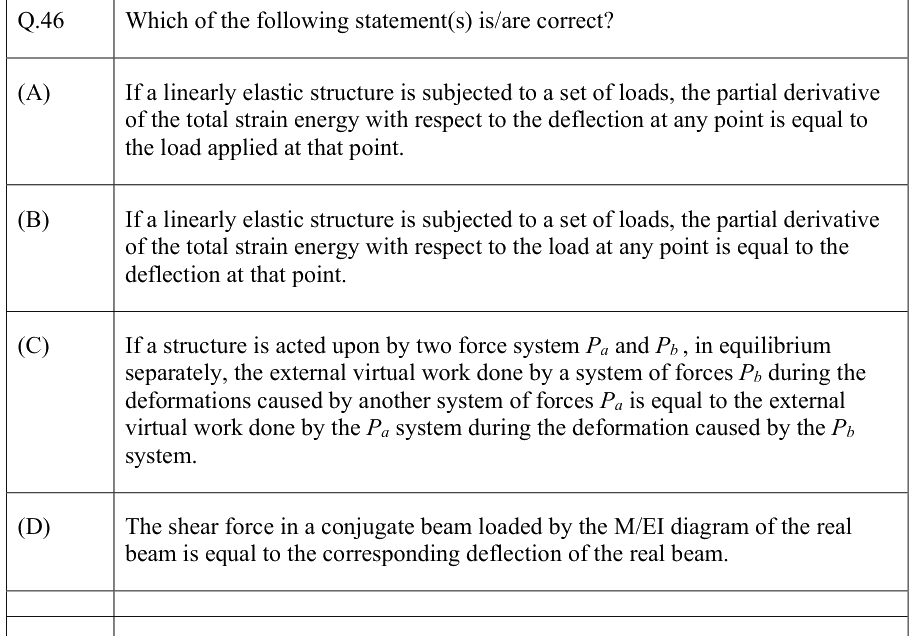 Q.46 Which of the following statement(s) is/are correct?
(A) If a linearly elastic structure is subjected to a set of loads, the partial derivative
of the total strain energy with respect to the deflection at any point is equal to
the load applied at that point.
(B) If a linearly elastic structure is subjected to a set of loads, the partial derivative
of the total strain energy with respect to the load at any point is equal to the
deflection at that point.
(C) If a structure is acted upon by two force system Pa and Pb , in equilibrium
separately, the external virtual work done by a system of forces Pb during the
deformations caused by another system of forces Pa is equal to the external
virtual work done by the Pa system during the deformation caused by the Pb
system.
(D) The shear force in a conjugate beam loaded by the M/EI diagram of the real
beam is equal to the corresponding deflection of the real beam.